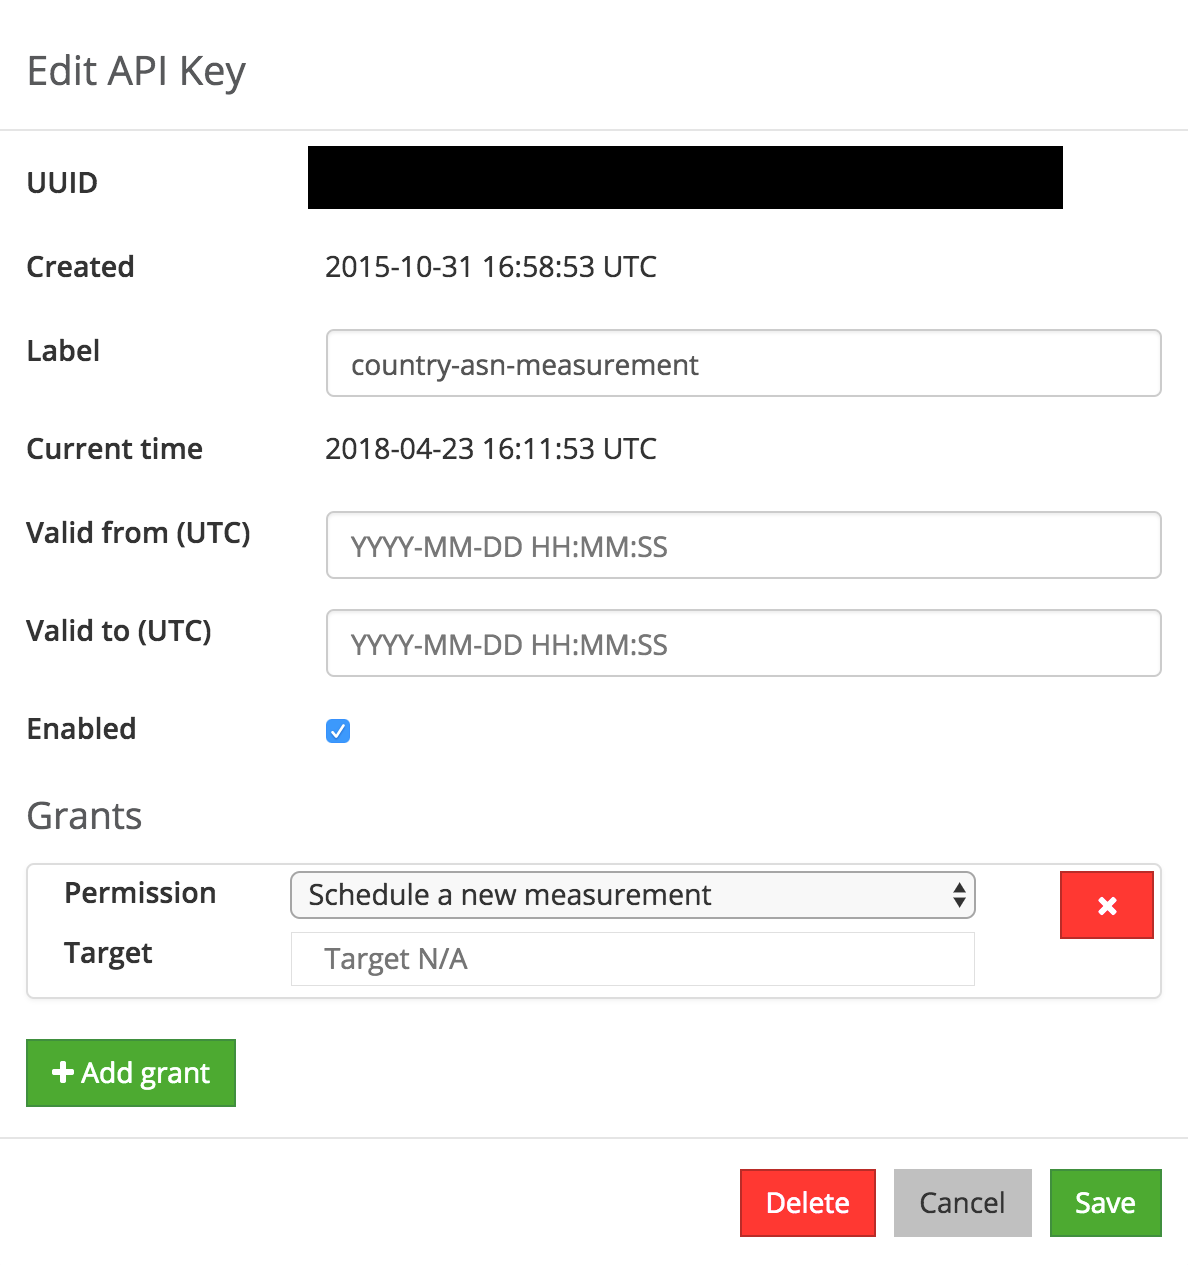 Edit API Key
UUID
Created 2015-10-31 16:58:53 UTC
Label country-asn-measurement
Current time 2018-04-23 16:11:53 UTC
Valid from (UTC) YYYY-MM-DD HH:MM:SS
Valid to (UTC) YYYY-MM-DD HH:MM:SS
Enabled
Grants
Permission Schedule a new measurement
Target Target N/A
Add grant
Delete Cancel Save